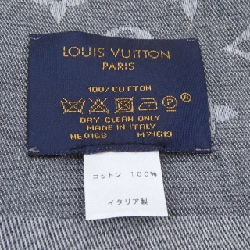 LOUIS VUITTON
PARIS
100%COTTON
DRY CLEAN ONLY
MADE IN ITALY
コットン 100%
イタリア製